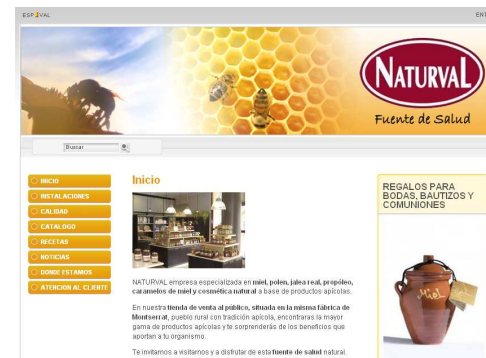 ESP VAL
ENT
NATURVAL
Fuente de Salud
Buscar
INICIO
INSTALACIONES
CALIDAD
CATALOGO
RECETAS
NOTICIAS
DONDE ESTAMOS
ATENCION AL CLIENTE
Inicio
NATURVAL empresa especializada en miel, polen, jalea real, propóleo,
caramelos de miel y cosmética natural a base de productos apícolas.
En nuestra tienda de venta al público, situada en la misma fábrica de
Montserrat, pueblo rural con tradición apícola, encontraras la mayor
gama de productos apícolas y te sorprenderás de los beneficios que
aportan a tu organismo.
Te invitamos a visitarnos y a disfrutar de esta fuente de salud natural.
REGALOS PARA
BODAS, BAUTIZOS Y
COMUNIONES
Miel